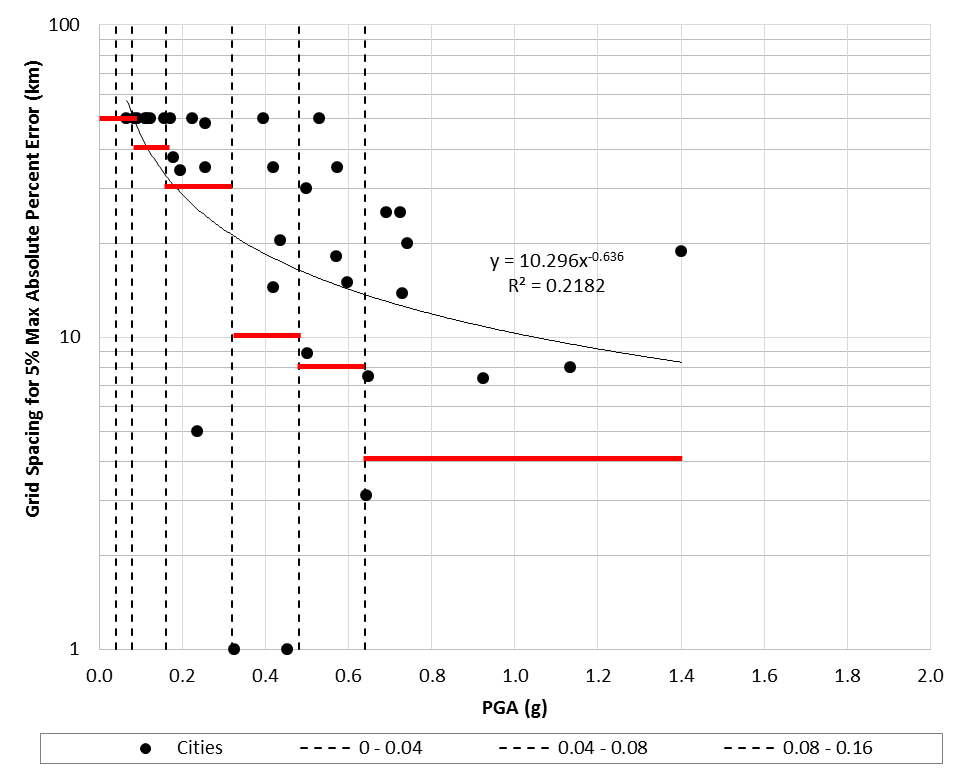 100
10
1
Grid Spacing for 5% Max Absolute Percent Error (km)
y = 10.296x^-0.636
R² = 0.2182
0.0 0.2 0.4 0.6 0.8 1.0 1.2 1.4 1.6 1.8 2.0
PGA (g)
Cities 0 - 0.04 0.04 - 0.08 0.08 - 0.16